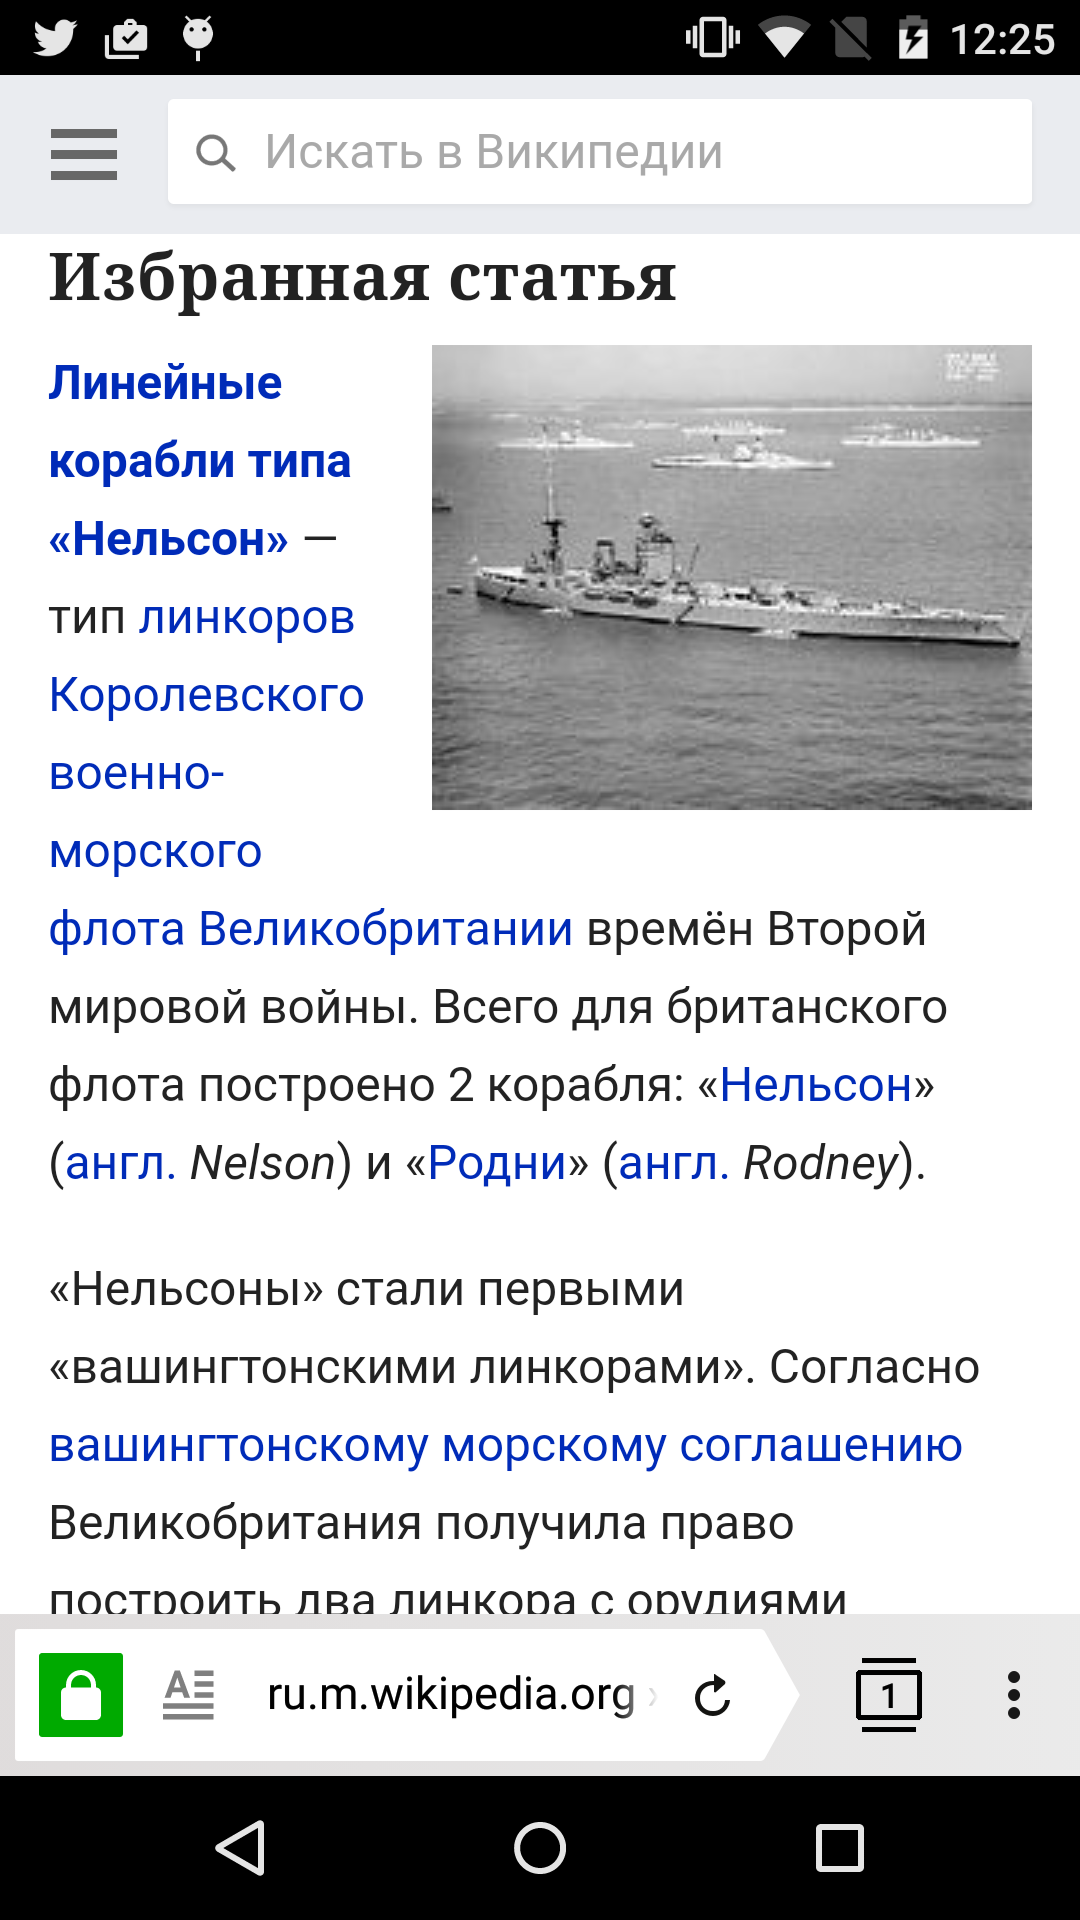 12:25
Искать в Википедии
Избранная статья
Линейные
корабли типа
«Нельсон» —
тип линкоров
Королевского
военно-
морского
флота Великобритании времён Второй
мировой войны. Всего для британского
флота построено 2 корабля: «Нельсон»
(англ. Nelson) и «Родни» (англ. Rodney).
«Нельсоны» стали первыми
«вашингтонскими линкорами». Согласно
вашингтонскому морскому соглашению
Великобритания получила право
построить два линкора с орудиями
ru.m.wikipedia.org
1